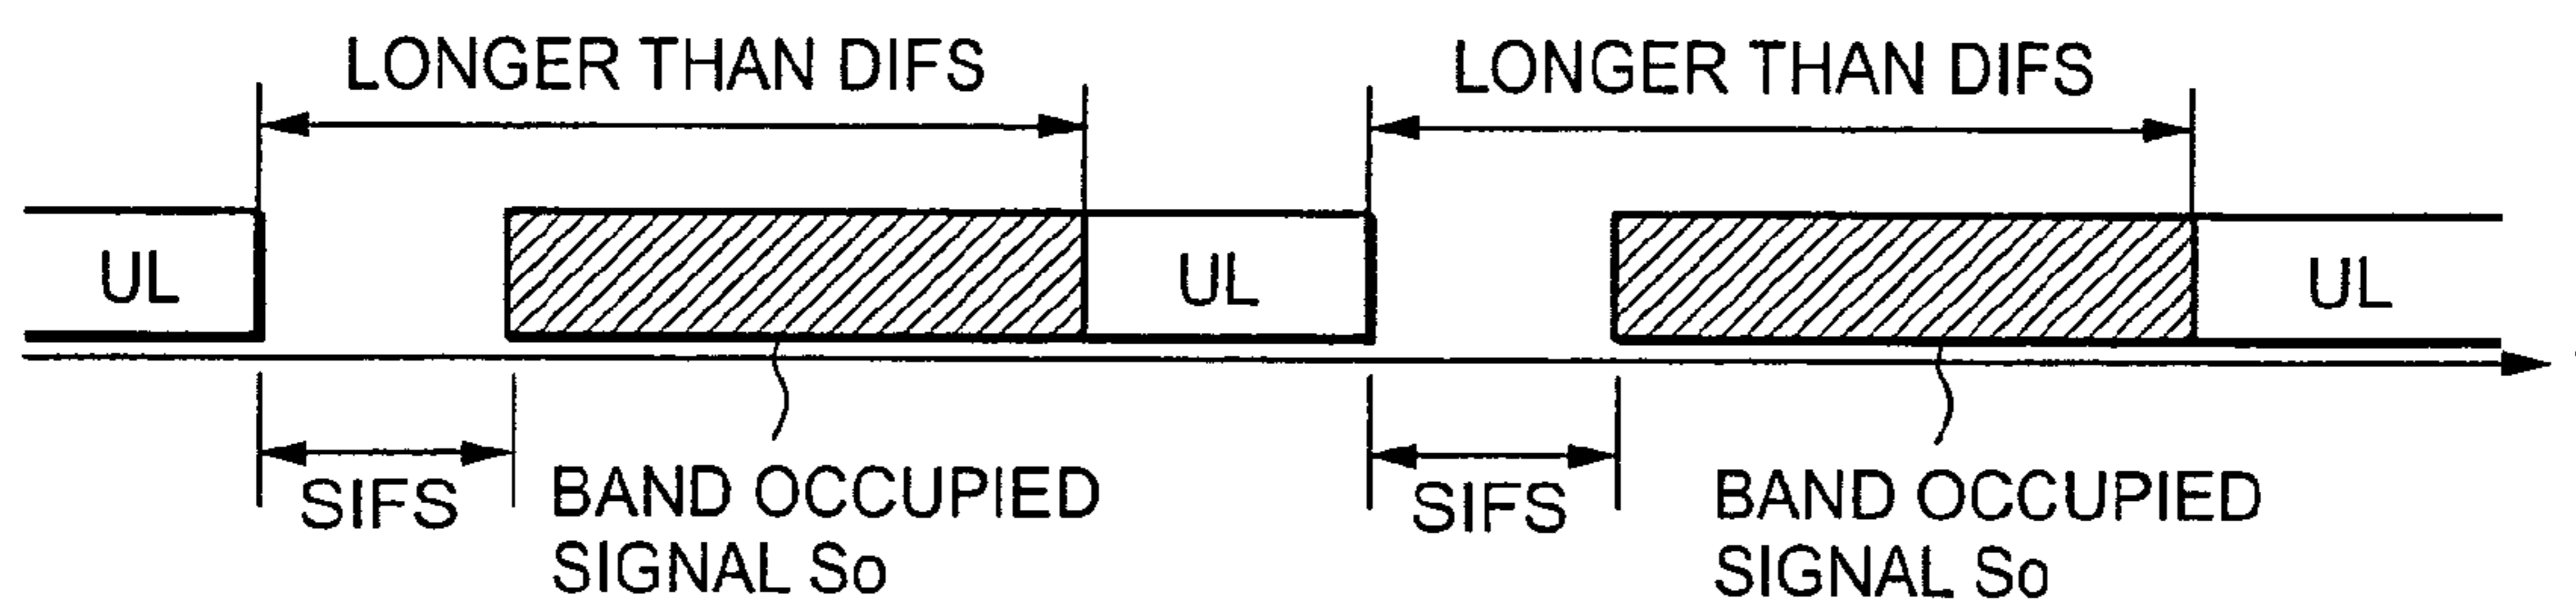 LONGER THAN DIFS
LONGER THAN DIFS
UL
UL
UL
SIFS
BAND OCCUPIED
SIGNAL So
SIFS
BAND OCCUPIED
SIGNAL So